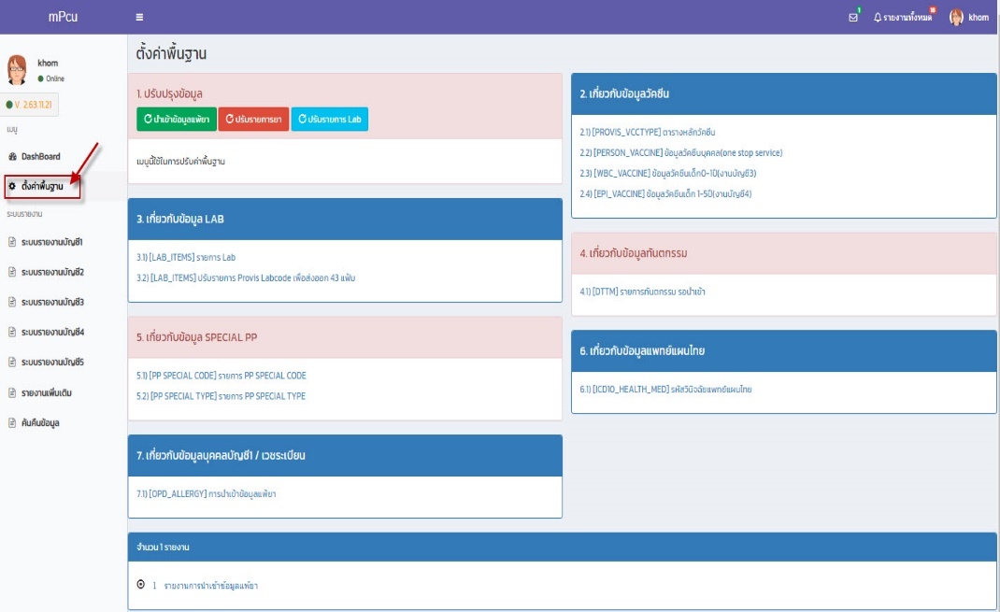 mPcu
1
รายงานทั้งหมด
khom
khom
Online
V. 2.63.11.21
เมนู
DashBoard
ตั้งค่าพื้นฐาน
ระบบรายงาน
ระบบรายงานบัญชี1
ระบบรายงานบัญชี2
ระบบรายงานบัญชี3
ระบบรายงานบัญชี4
ระบบรายงานบัญชี5
รายงานเพิ่มเติม
ค้นคืนข้อมูล
ตั้งค่าพื้นฐาน
1. ปรับปรุงข้อมูล
นำเข้าข้อมูลแพ้ยา
ปรับรายการยา
ปรับรายการ Lab
เมนูนี้ใช้ในการปรับค่าพื้นฐาน
2. เกี่ยวกับข้อมูลวัคซีน
2.1) [PROVIS_VCCTYPE] ตารางหลักวัคซีน
2.2) [PERSON_VACCINE] ข้อมูลวัคซีนบุคคล(one stop service)
2.3) [WBC_VACCINE] ข้อมูลวัคซีนเด็ก0-1ปี(งานบัญชี3)
2.4) [EPI_VACCINE] ข้อมูลวัคซีนเด็ก 1-5ปี(งานบัญชี4)
3. เกี่ยวกับข้อมูล LAB
3.1) [LAB_ITEMS] รายการ Lab
3.2) [LAB_ITEMS] ปรับรายการ Provis Labcode เพื่อส่งออก 43 แฟ้ม
4. เกี่ยวกับข้อมูลทันตกรรม
4.1) [DTTM] รายการทันตกรรม รอนำเข้า
5. เกี่ยวกับข้อมูล SPECIAL PP
5.1) [PP SPECIAL CODE] รายการ PP SPECIAL CODE
5.2) [PP SPECIAL TYPE] รายการ PP SPECIAL TYPE
6. เกี่ยวกับข้อมูลแพทย์แผนไทย
6.1) [ICD10_HEALTH_MED] รหัสวินิจฉัยแพทย์แผนไทย
7. เกี่ยวกับข้อมูลบุคคลบัญชี1 / เวชระเบียน
7.1) [OPD_ALLERGY] การนำเข้าข้อมูลแพ้ยา
จำนวน 1 รายงาน
1 รายงานการนำเข้าข้อมูลแพ้ยา